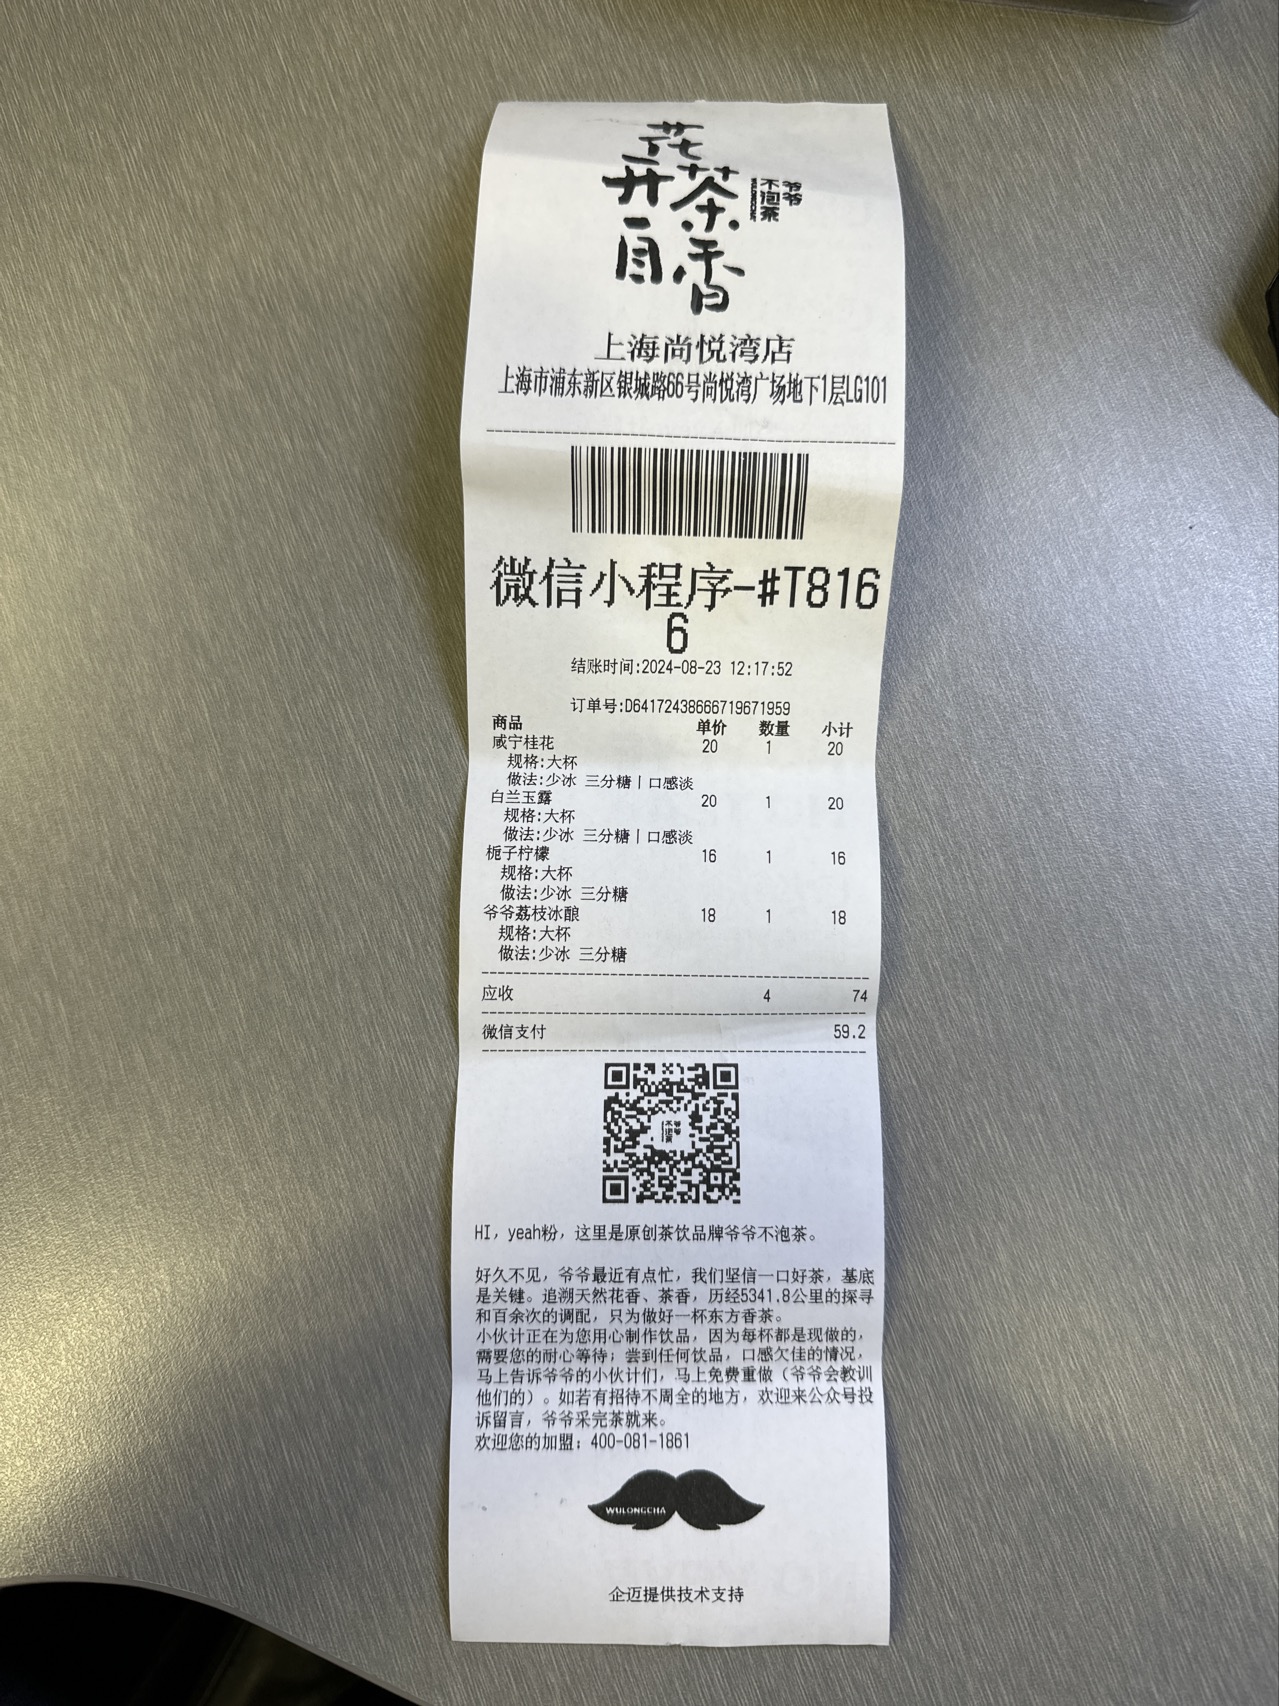 花开茶自香
爷爷不泡茶
WULONGCHA
上海尚悦湾店
上海市浦东新区银城路66号尚悦湾广场地下1层LG101
微信小程序-#T816
6
结账时间:2024-08-23 12:17:52
订单号:D64172438666719671959
商品 单价 数量 小计
咸宁桂花 20 1 20
规格:大杯
做法:少冰 三分糖|口感淡
白兰玉露 20 1 20
规格:大杯
做法:少冰 三分糖|口感淡
栀子柠檬 16 1 16
规格:大杯
做法:少冰 三分糖
爷爷荔枝冰酿 18 1 18
规格:大杯
做法:少冰 三分糖
应收 4 74
微信支付 59.2
爷爷不泡茶
HI，yeah粉，这里是原创茶饮品牌爷爷不泡茶。
好久不见，爷爷最近有点忙，我们坚信一口好茶，基底
是关键。追溯天然花香、茶香，历经5341.8公里的探寻
和百余次的调配，只为做好一杯东方香茶。
小伙计正在为您用心制作饮品，因为每杯都是现做的，
需要您的耐心等待；尝到任何饮品，口感欠佳的情况，
马上告诉爷爷的小伙计们，马上免费重做（爷爷会教训
他们的）。如若有招待不周全的地方，欢迎来公众号投
诉留言，爷爷采完茶就来。
欢迎您的加盟：400-081-1861
WULONGCHA
企迈提供技术支持